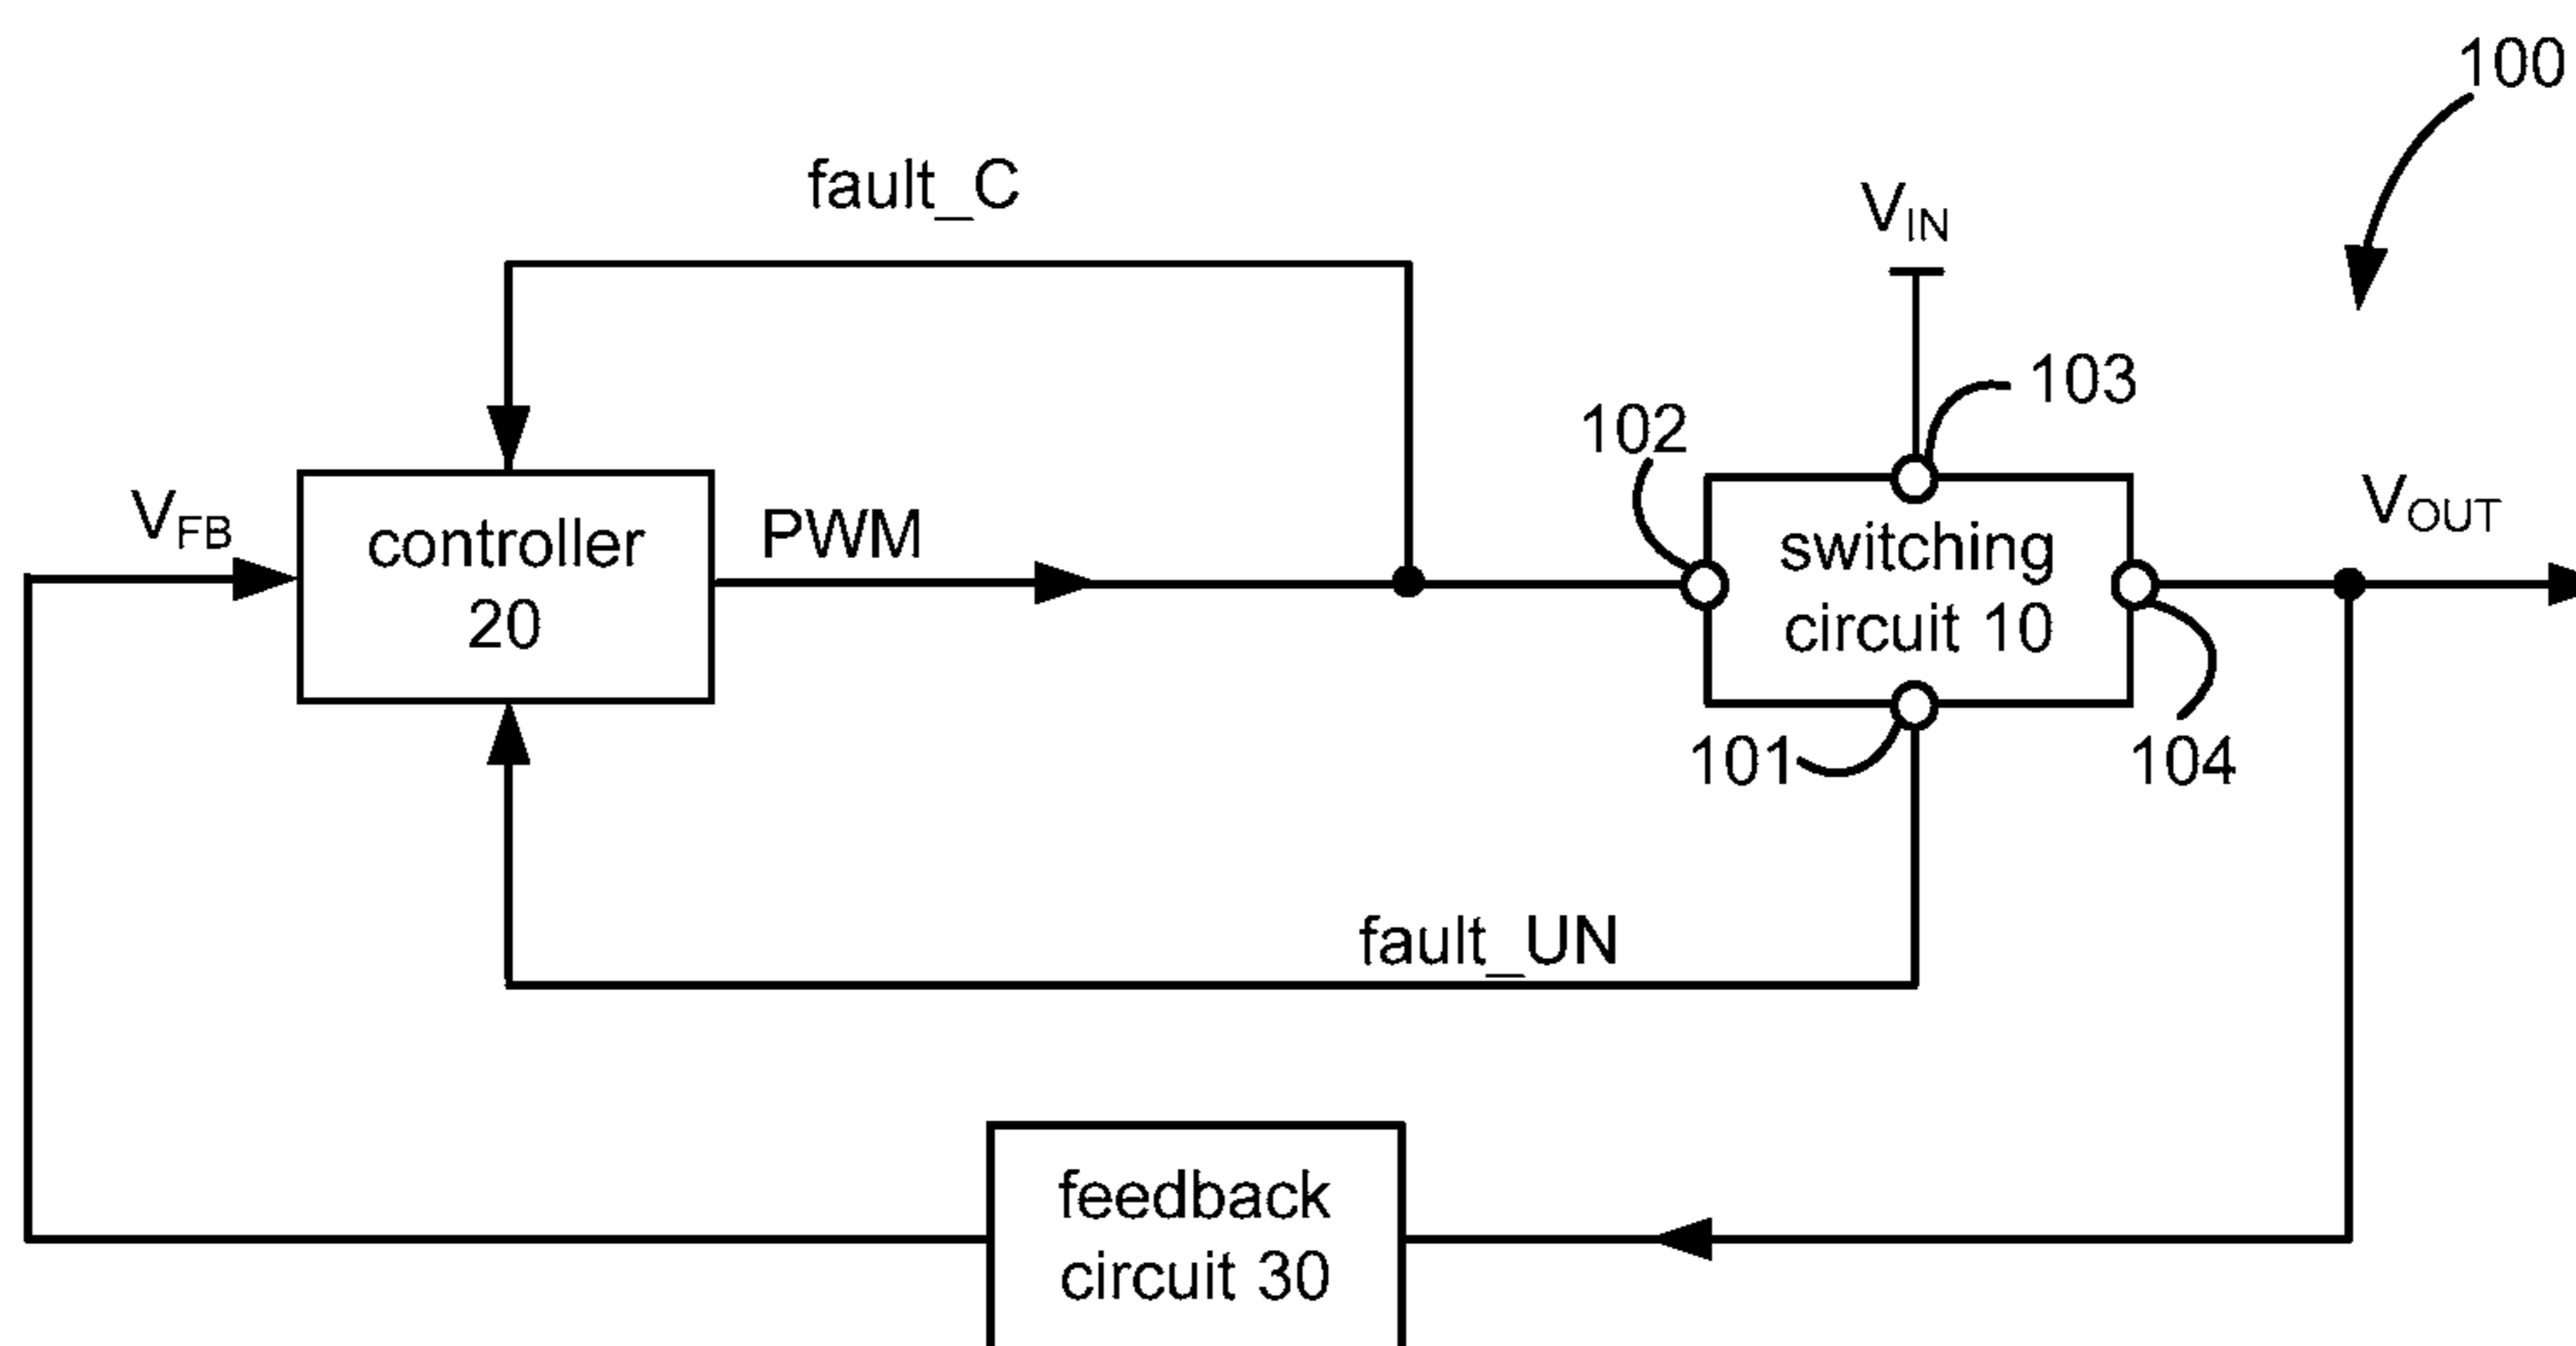 100
fault_C
VIN
103
102
VFB
controller
20
PWM
switching
circuit 10
VOUT
101
104
fault_UN
feedback
circuit 30